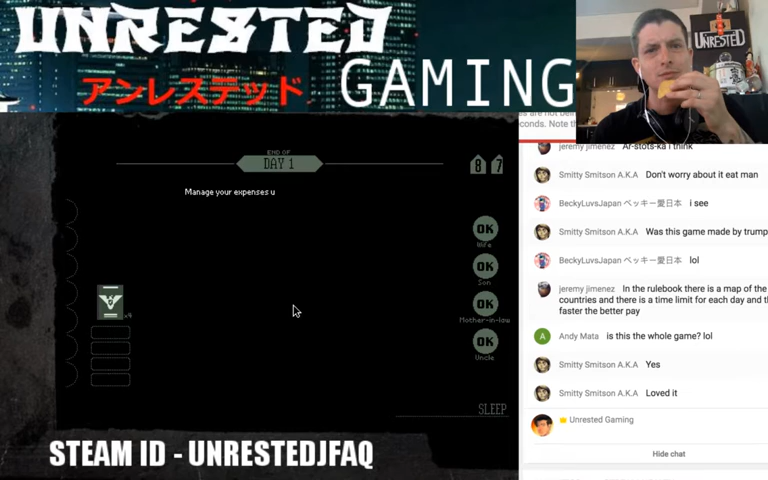 UNRESTED
アンレステッド
GAMING
UNRESTED
END OF
DAY 1
8 7
Manage your expenses u
OK
Wife
OK
Son
OK
Mother-in-law
OK
Uncle
x4
SLEEP
STEAM ID - UNRESTEDJFAQ
conds. Note th
jeremy jimenez Ar-stots-ka i think
Smitty Smitson A.K.A Don't worry about it eat man
BeckyLuvsJapan ベッキー愛日本 i see
Smitty Smitson A.K.A Was this game made by trump
BeckyLuvsJapan ベッキー愛日本 lol
jeremy jimenez In the rulebook there is a map of the
countries and there is a time limit for each day and th
faster the better pay
A Andy Mata is this the whole game? lol
Smitty Smitson A.K.A Yes
Smitty Smitson A.K.A Loved it
Unrested Gaming
Hide chat